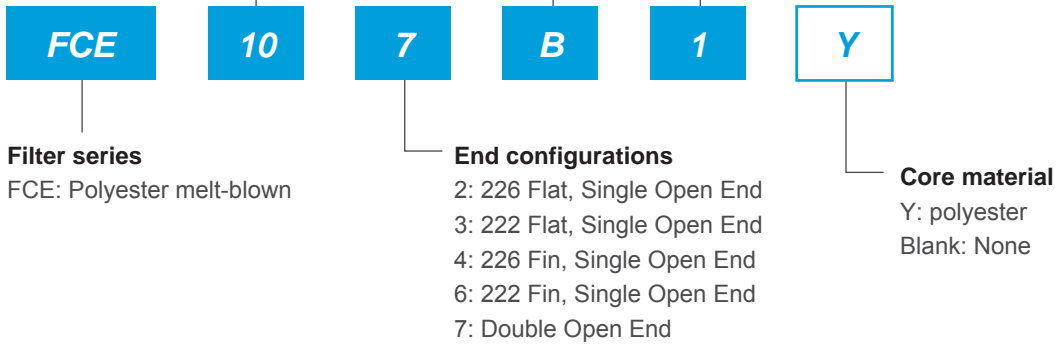 FCE 10 7 B 1 Y
Filter series
FCE: Polyester melt-blown
End configurations
2: 226 Flat, Single Open End
3: 222 Flat, Single Open End
4: 226 Fin, Single Open End
6: 222 Fin, Single Open End
7: Double Open End
Core material
Y: polyester
Blank: None